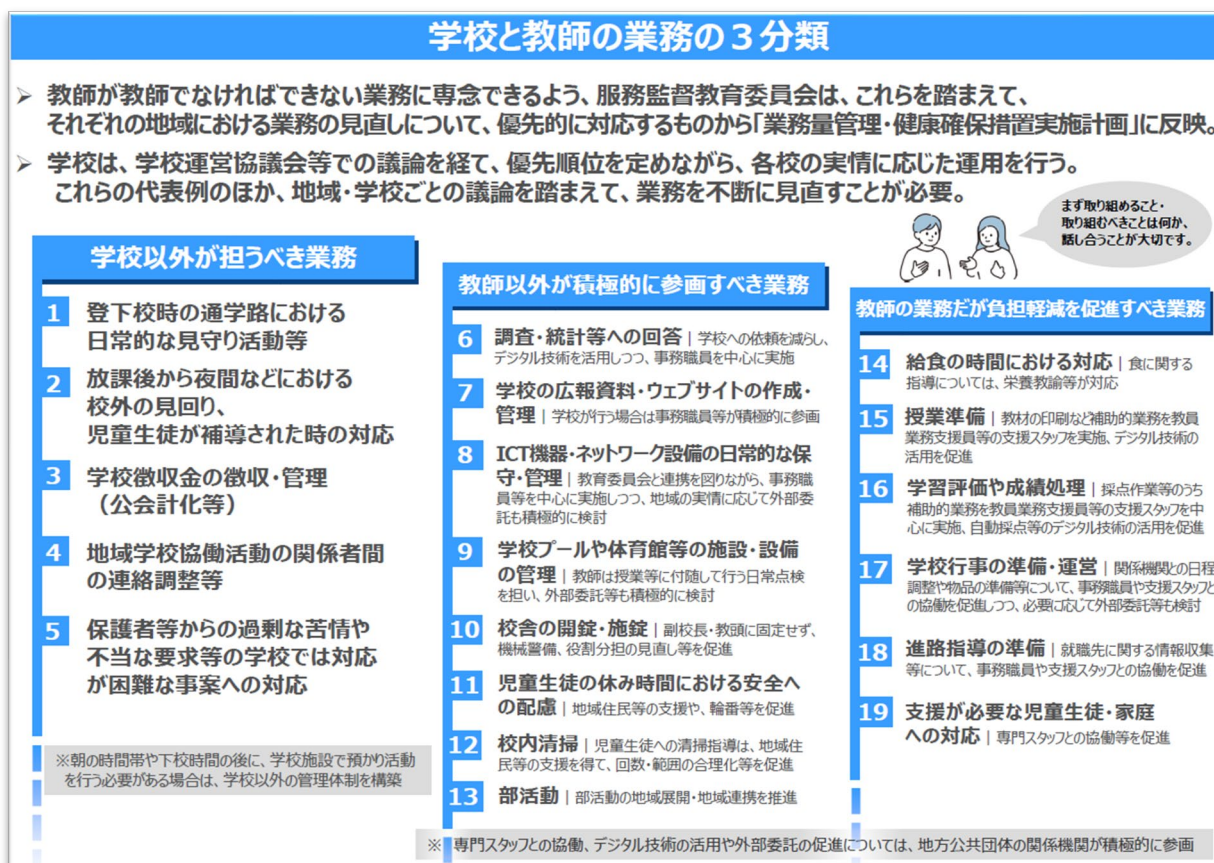 学校と教師の業務の３分類
➢ 教師が教師でなければできない業務に専念できるよう、服務監督教育委員会は、これらを踏まえて、
それぞれの地域における業務の見直しについて、優先的に対応するものから「業務量管理・健康確保措置実施計画」に反映。
➢ 学校は、学校運営協議会等での議論を経て、優先順位を定めながら、各校の実情に応じた運用を行う。
これらの代表例のほか、地域・学校ごとの議論を踏まえて、業務を不断に見直すことが必要。
まず取り組めること・
取り組むべきことは何か、
話し合うことが大切です。
学校以外が担うべき業務
1 登下校時の通学路における
日常的な見守り活動等
2 放課後から夜間などにおける
校外の見回り、
児童生徒が補導された時の対応
3 学校徴収金の徴収・管理
（公会計化等）
4 地域学校協働活動の関係者間
の連絡調整等
5 保護者等からの過剰な苦情や
不当な要求等の学校では対応
が困難な事案への対応
※朝の時間帯や下校時間の後に、学校施設で預かり活動
を行う必要がある場合は、学校以外の管理体制を構築
教師以外が積極的に参画すべき業務
6 調査・統計等への回答｜学校への依頼を減らし、
デジタル技術を活用しつつ、事務職員を中心に実施
7 学校の広報資料・ウェブサイトの作成・
管理｜学校が行う場合は事務職員等が積極的に参画
8 ICT機器・ネットワーク設備の日常的な保
守・管理｜教育委員会と連携を図りながら、事務職
員等を中心に実施しつつ、地域の実情に応じて外部委
託も積極的に検討
9 学校プールや体育館等の施設・設備
の管理｜教師は授業等に付随して行う日常点検
を担い、外部委託等も積極的に検討
10 校舎の開錠・施錠｜副校長・教頭に固定せず、
機械警備、役割分担の見直し等を促進
11 児童生徒の休み時間における安全へ
の配慮｜地域住民等の支援や、輪番等を促進
12 校内清掃｜児童生徒への清掃指導は、地域住
民等の支援を得て、回数・範囲の合理化等を促進
13 部活動｜部活動の地域展開・地域連携を推進
教師の業務だが負担軽減を促進すべき業務
14 給食の時間における対応｜食に関する
指導については、栄養教諭等が対応
15 授業準備｜教材の印刷など補助的業務を教員
業務支援員等の支援スタッフを実施、デジタル技術の
活用を促進
16 学習評価や成績処理｜採点作業等のうち
補助的業務を教員業務支援員等の支援スタッフを中
心に実施、自動採点等のデジタル技術の活用を促進
17 学校行事の準備・運営｜関係機関との日程
調整や物品の準備等について、事務職員や支援スタッフと
の協働を促進しつつ、必要に応じて外部委託等も検討
18 進路指導の準備｜就職先に関する情報収集
等について、事務職員や支援スタッフとの協働を促進
19 支援が必要な児童生徒・家庭
への対応｜専門スタッフとの協働等を促進
※ 専門スタッフとの協働、デジタル技術の活用や外部委託の促進については、地方公共団体の関係機関が積極的に参画